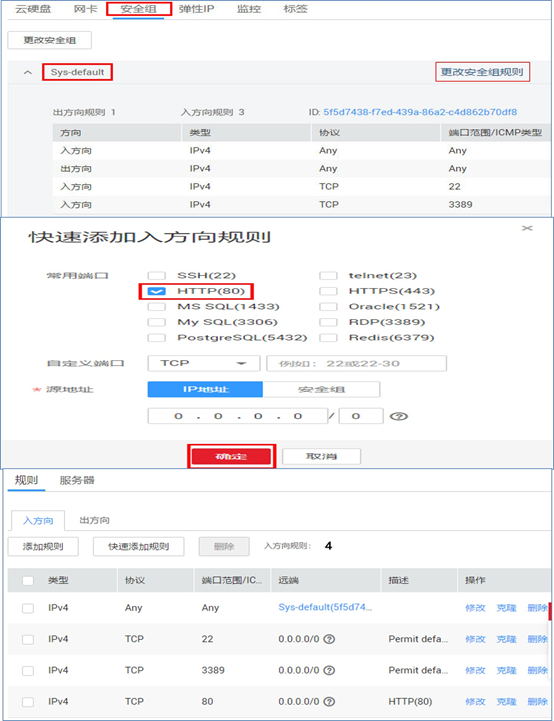 云硬盘 网卡 安全组 弹性IP 监控 标签
更改安全组
Sys-default 更改安全组规则
出方向规则 1 入方向规则 3 ID: 5f5d7438-f7ed-439a-86a2-c4d862b70df8
方向 类型 协议 端口范围/ICMP类型
入方向 IPv4 Any Any
出方向 IPv4 Any Any
入方向 IPv4 TCP 22
入方向 IPv4 TCP 3389
快速添加入方向规则
常用端口 SSH(22) telnet(23)
HTTP(80) HTTPS(443)
MS SQL(1433) Oracle(1521)
My SQL(3306) RDP(3389)
PostgreSQL(5432) Redis(6379)
自定义端口 TCP 例如：22或22-30
* 源地址 IP地址 安全组
0 . 0 . 0 . 0 / 0
确定 取消
规则 服务器
入方向 出方向
添加规则 快速添加规则 删除 入方向规则： 4
类型 协议 端口范围/IC... 远端 描述 操作
IPv4 Any Any Sys-default(5f5d74... 修改 克隆 删除
IPv4 TCP 22 0.0.0.0/0 Permit defa... 修改 克隆 删除
IPv4 TCP 3389 0.0.0.0/0 Permit defa... 修改 克隆 删除
IPv4 TCP 80 0.0.0.0/0 HTTP(80) 修改 克隆 删除